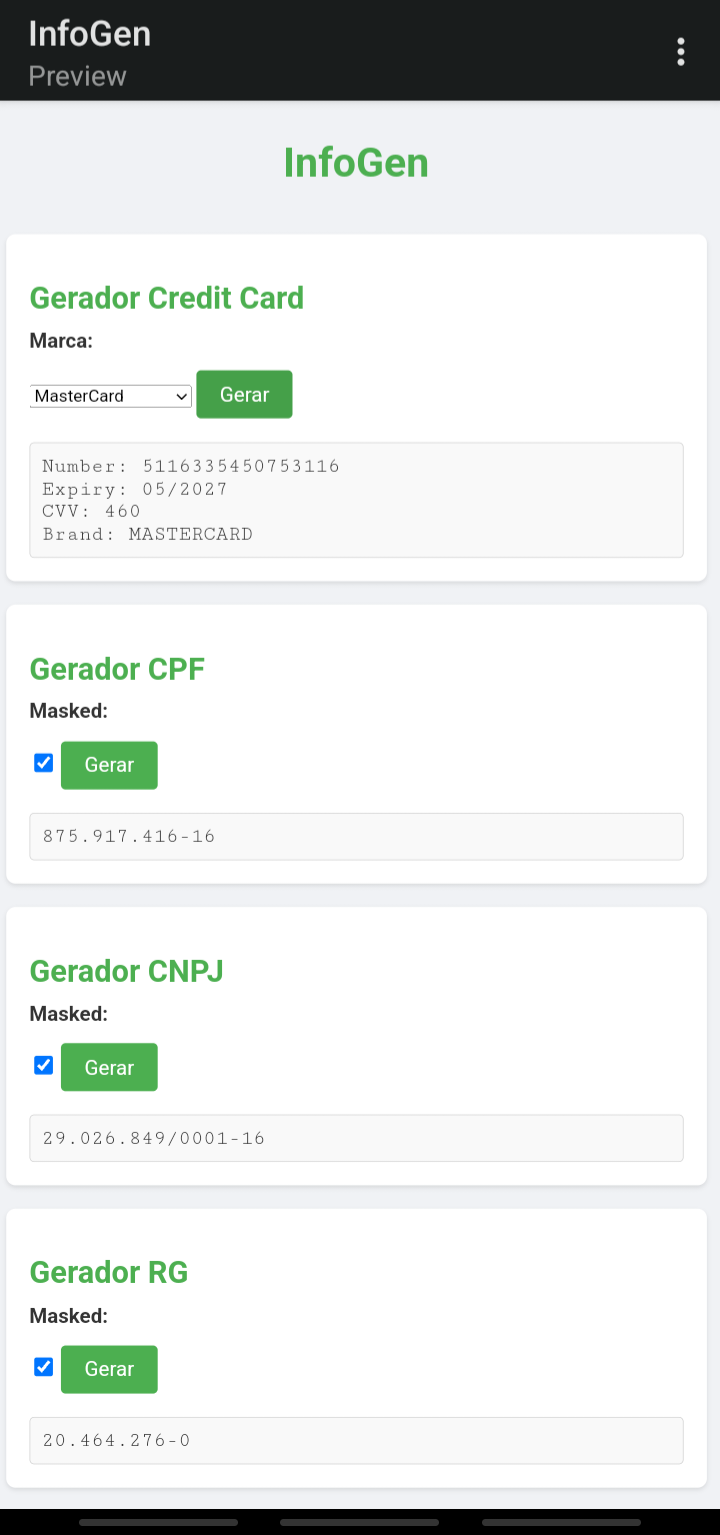 InfoGen
Preview
InfoGen
Gerador Credit Card
Marca:
MasterCard Gerar
Number: 5116335450753116
Expiry: 05/2027
CVV: 460
Brand: MASTERCARD
Gerador CPF
Masked:
Gerar
875.917.416-16
Gerador CNPJ
Masked:
Gerar
29.026.849/0001-16
Gerador RG
Masked:
Gerar
20.464.276-0